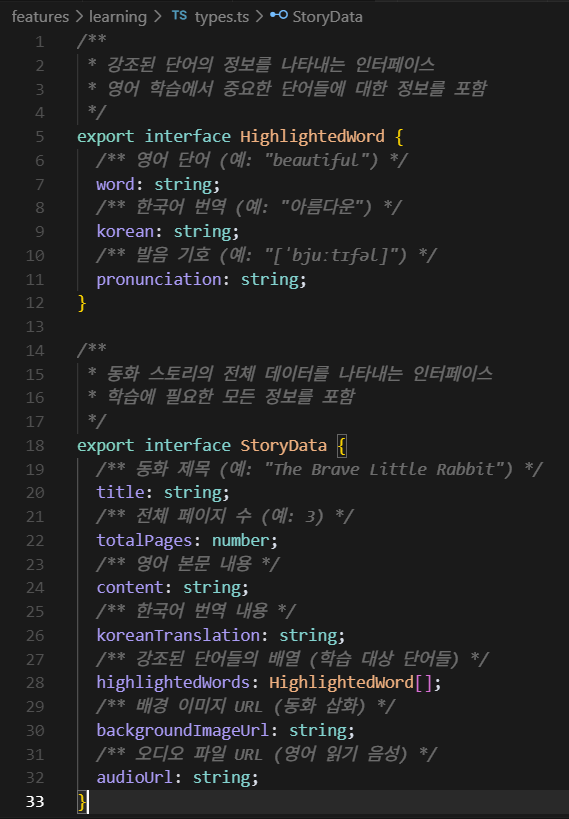 features > learning > TS types.ts > StoryData
1 /**
2 * 강조된 단어의 정보를 나타내는 인터페이스
3 * 영어 학습에서 중요한 단어들에 대한 정보를 포함
4 */
5 export interface HighlightedWord {
6 /** 영어 단어 (예: "beautiful") */
7 word: string;
8 /** 한국어 번역 (예: "아름다운") */
9 korean: string;
10 /** 발음 기호 (예: "[ˈbjuːtɪfəl]") */
11 pronunciation: string;
12 }
13
14 /**
15 * 동화 스토리의 전체 데이터를 나타내는 인터페이스
16 * 학습에 필요한 모든 정보를 포함
17 */
18 export interface StoryData {
19 /** 동화 제목 (예: "The Brave Little Rabbit") */
20 title: string;
21 /** 전체 페이지 수 (예: 3) */
22 totalPages: number;
23 /** 영어 본문 내용 */
24 content: string;
25 /** 한국어 번역 내용 */
26 koreanTranslation: string;
27 /** 강조된 단어들의 배열 (학습 대상 단어들) */
28 highlightedWords: HighlightedWord[];
29 /** 배경 이미지 URL (동화 삽화) */
30 backgroundImageUrl: string;
31 /** 오디오 파일 URL (영어 읽기 음성) */
32 audioUrl: string;
33 }